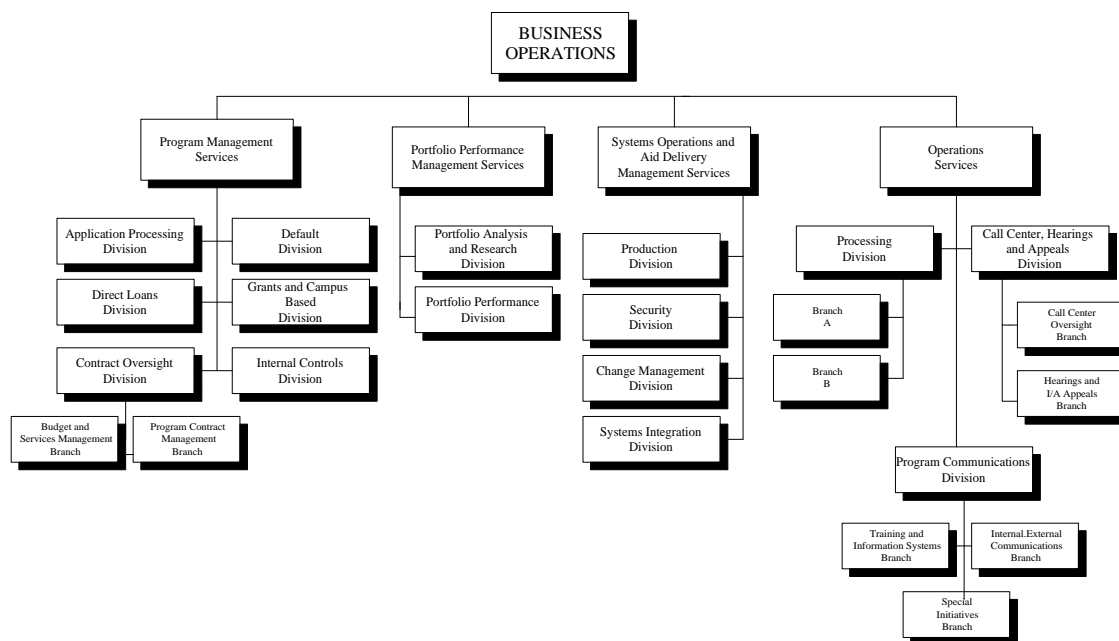 BUSINESS
OPERATIONS
Program Management
Services
Portfolio Performance
Management Services
Systems Operations and
Aid Delivery
Management Services
Operations
Services
Application Processing
Division
Default
Division
Direct Loans
Division
Grants and Campus
Based
Division
Contract Oversight
Division
Internal Controls
Division
Budget and
Services Management
Branch
Program Contract
Management
Branch
Portfolio Analysis
and Research
Division
Portfolio Performance
Division
Production
Division
Security
Division
Change Management
Division
Systems Integration
Division
Processing
Division
Call Center, Hearings
and Appeals
Division
Branch
A
Branch
B
Call Center
Oversight
Branch
Hearings and
I/A Appeals
Branch
Program Communications
Division
Training and
Information Systems
Branch
Internal.External
Communications
Branch
Special
Initiatives
Branch